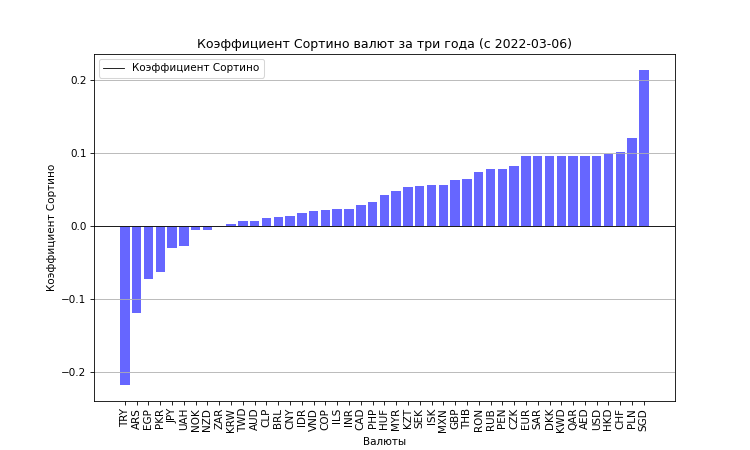 Коэффициент Сортино валют за три года (с 2022-03-06)
Коэффициент Сортино
Коэффициент Сортино
0.2
0.1
0.0
−0.1
−0.2
TRY ARS EGP PKR JPY UAH NOK NZD ZAR KRW TWD AUD CLP BRL CNY IDR VND COP ILS INR CAD PHP HUF MYR KZT SEK ISK MXN GBP THB RON RUB PEN CZK EUR SAR DKK KWD QAR AED USD HKD CHF PLN SGD
Валюты